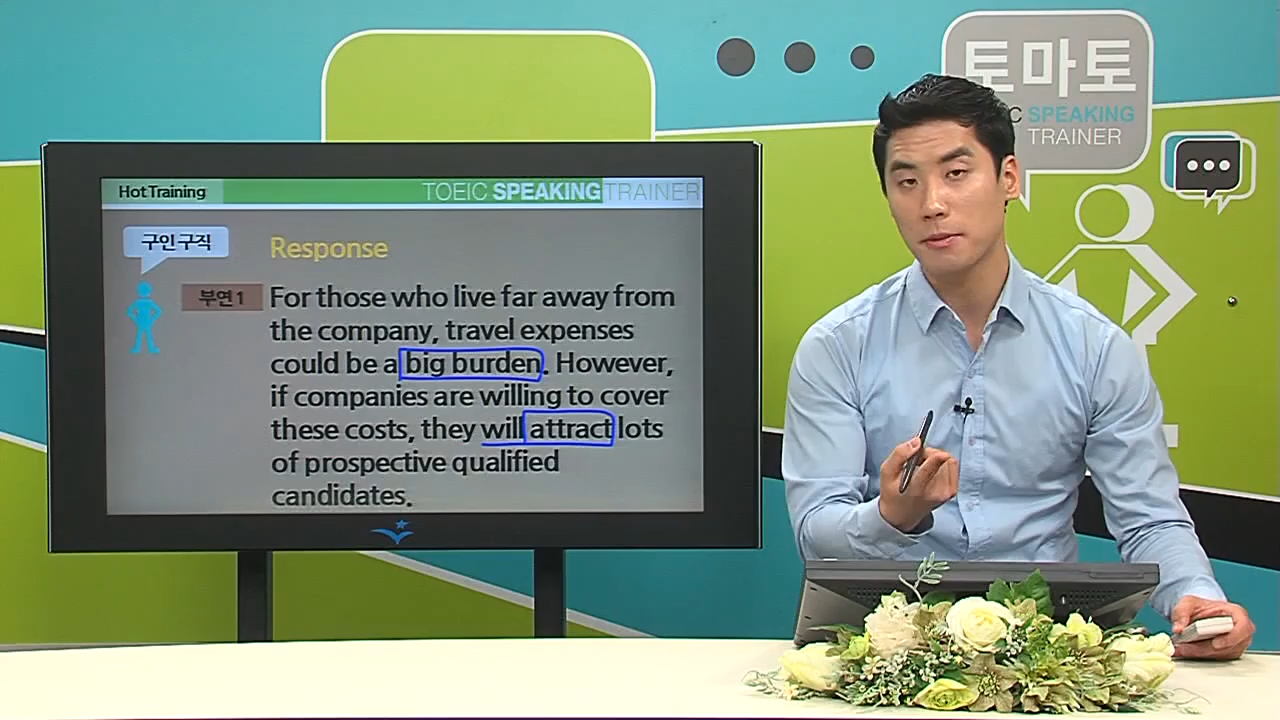 토마토
C SPEAKING
TRAINER
Hot Training
TOEIC SPEAKING TRAINER
구인 구직
Response
부연 1
For those who live far away from
the company, travel expenses
could be a big burden. However,
if companies are willing to cover
these costs, they will attract lots
of prospective qualified
candidates.